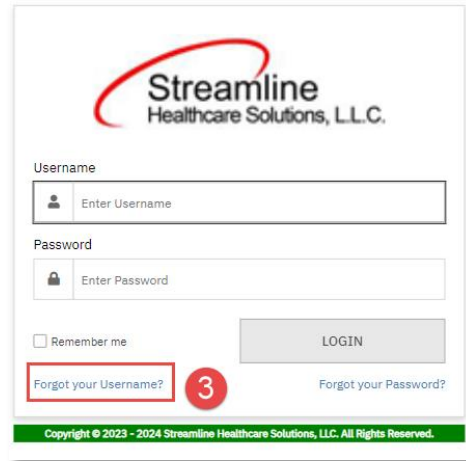 Streamline
Healthcare Solutions, L.L.C.
Username
Enter Username
Password
Enter Password
Remember me
LOGIN
Forgot your Username?
3
Forgot your Password?
Copyright © 2023 - 2024 Streamline Healthcare Solutions, LLC. All Rights Reserved.